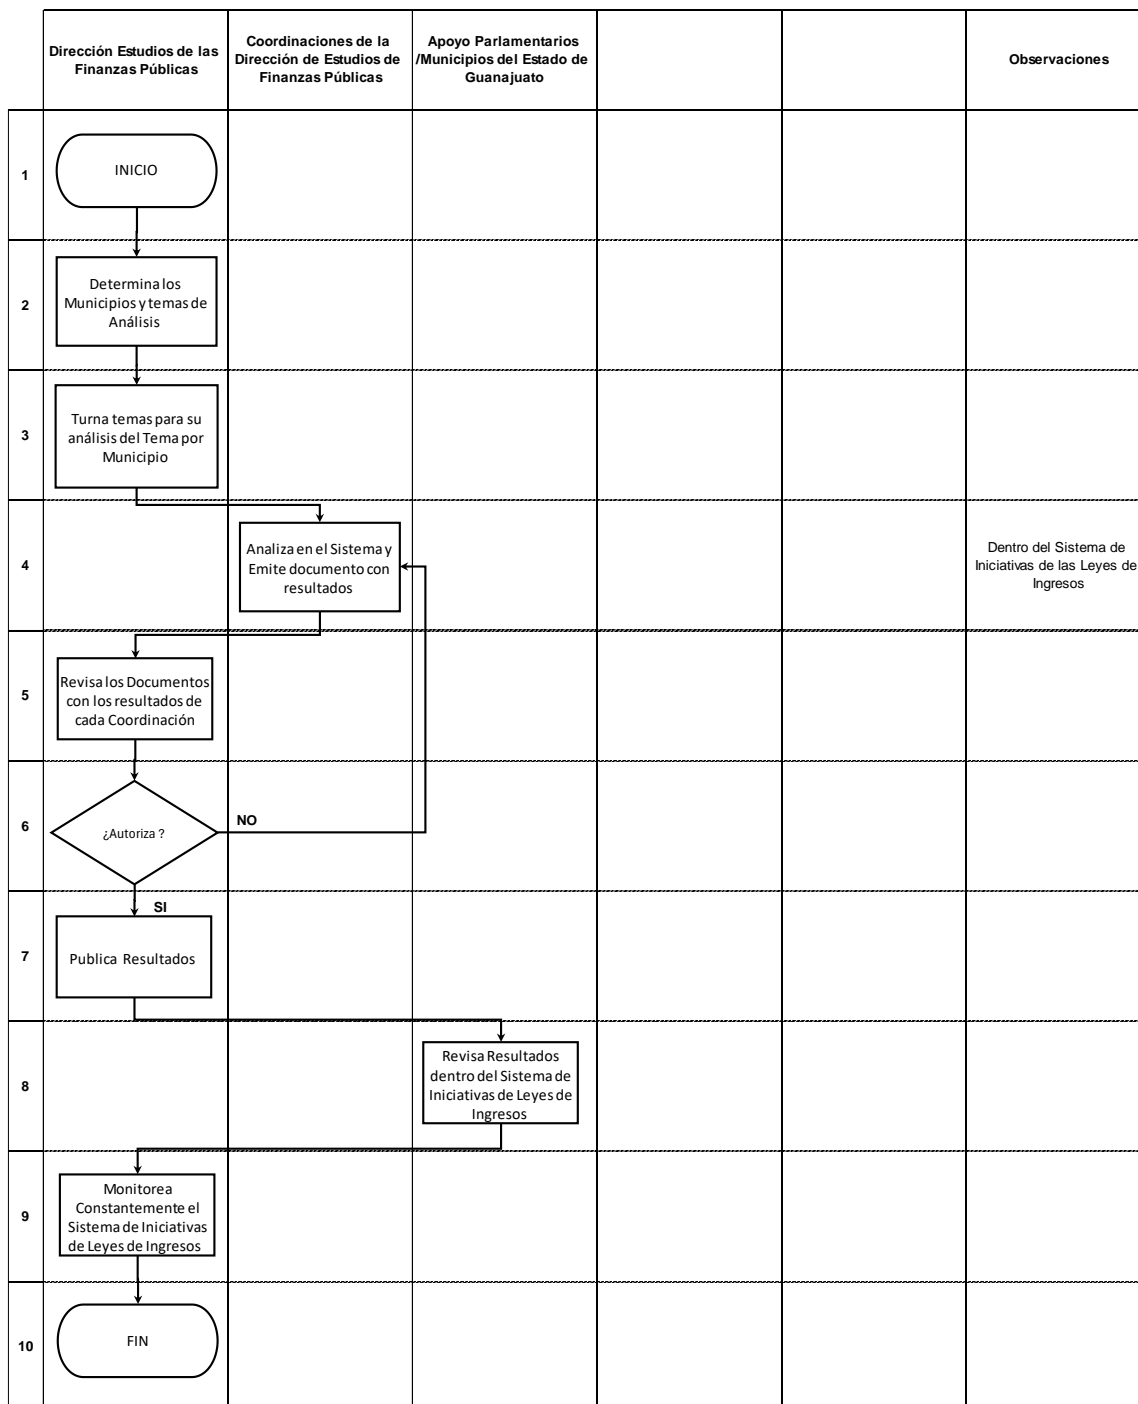 Dirección Estudios de las
Finanzas Públicas
Coordinaciones de la
Dirección de Estudios de
Finanzas Públicas
Apoyo Parlamentarios
/Municipios del Estado de
Guanajuato
Observaciones
1
INICIO
2
Determina los
Municipios y temas de
Análisis
3
Turna temas para su
análisis del Tema por
Municipio
4
Analiza en el Sistema y
Emite documento con
resultados
Dentro del Sistema de
Iniciativas de las Leyes de
Ingresos
5
Revisa los Documentos
con los resultados de
cada Coordinación
6
¿Autoriza ?
NO
SI
7
Publica Resultados
8
Revisa Resultados
dentro del Sistema de
Iniciativas de Leyes de
Ingresos
9
Monitorea
Constantemente el
Sistema de Iniciativas
de Leyes de Ingresos
10
FIN